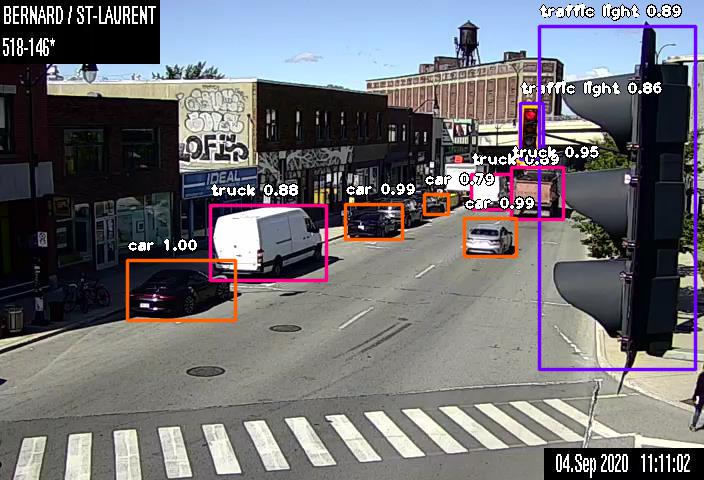 BERNARD / ST-LAURENT
518-146*
traffic light 0.89
traffic light 0.86
truck 0.95
truck 0.89
car 0.79
car 0.99
truck 0.88
car 0.99
car 1.00
IDEAL
04.Sep 2020 11:11:02